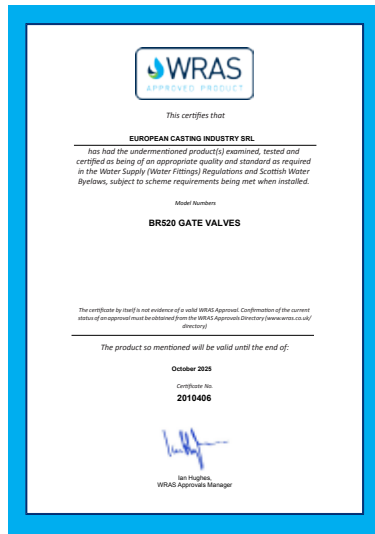 WRAS
APPROVED PRODUCT
This certifies that
EUROPEAN CASTING INDUSTRY SRL
has had the undermentioned product(s) examined, tested and
certified as being of an appropriate quality and standard as required
in the Water Supply (Water Fittings) Regulations and Scottish Water
Byelaws, subject to scheme requirements being met when installed.
Model Numbers
BR520 GATE VALVES
The certificate by itself is not evidence of a valid WRAS Approval. Confirmation of the current
status of an approval must be obtained from the WRAS Approvals Directory (www.wras.co.uk/
directory)
The product so mentioned will be valid until the end of:
October 2025
Certificate No.
2010406
Ian Hughes,
WRAS Approvals Manager